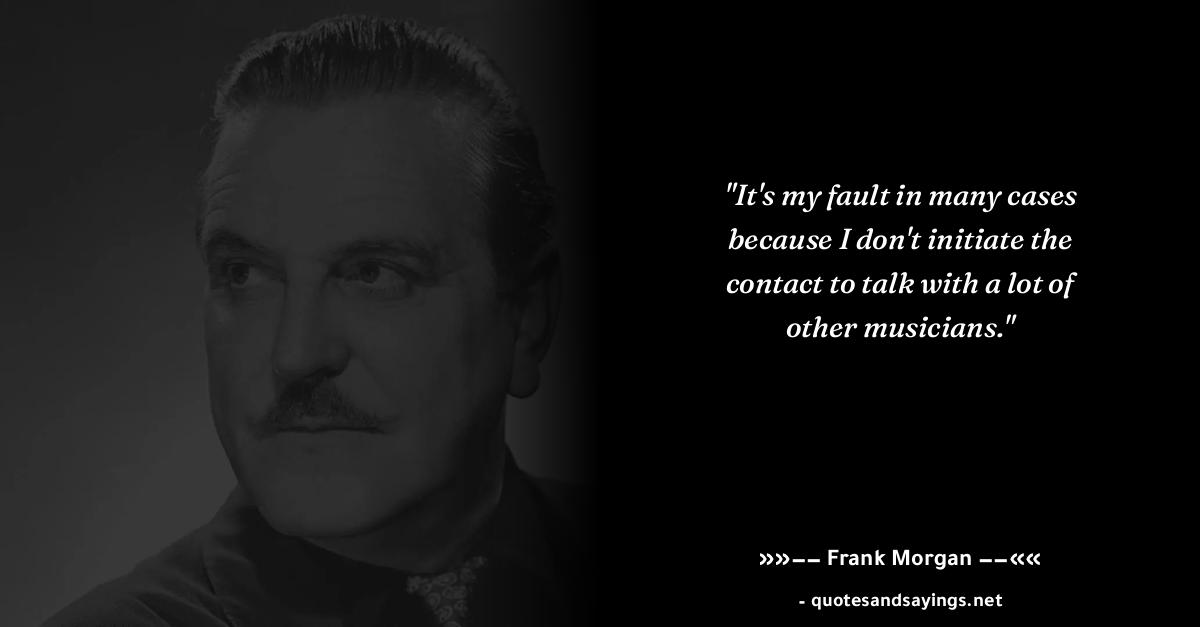 "It's my fault in many cases
because I don't initiate the
contact to talk with a lot of
other musicians."
»»–– Frank Morgan ––««
- quotesandsayings.net